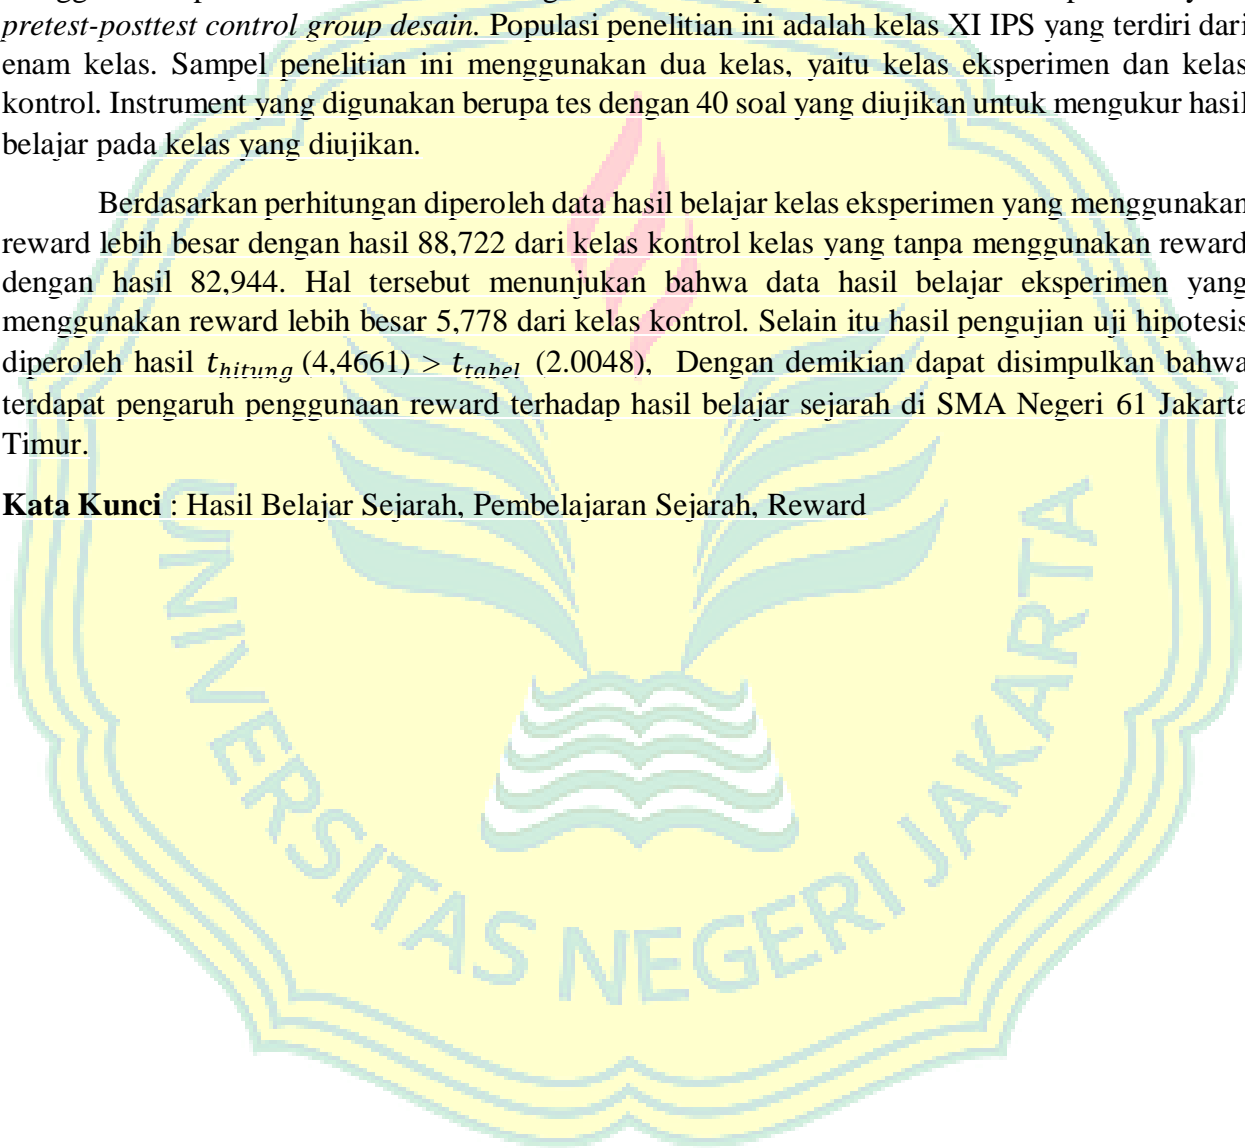 pretest-posttest control group desain. Populasi penelitian ini adalah kelas XI IPS yang terdiri dari
enam kelas. Sampel penelitian ini menggunakan dua kelas, yaitu kelas eksperimen dan kelas
kontrol. Instrument yang digunakan berupa tes dengan 40 soal yang diujikan untuk mengukur hasil
belajar pada kelas yang diujikan.
Berdasarkan perhitungan diperoleh data hasil belajar kelas eksperimen yang menggunakan
reward lebih besar dengan hasil 88,722 dari kelas kontrol kelas yang tanpa menggunakan reward
dengan hasil 82,944. Hal tersebut menunjukan bahwa data hasil belajar eksperimen yang
menggunakan reward lebih besar 5,778 dari kelas kontrol. Selain itu hasil pengujian uji hipotesis
diperoleh hasil t_hitung (4,4661) > t_tabel (2.0048), Dengan demikian dapat disimpulkan bahwa
terdapat pengaruh penggunaan reward terhadap hasil belajar sejarah di SMA Negeri 61 Jakarta
Timur.
Kata Kunci : Hasil Belajar Sejarah, Pembelajaran Sejarah, Reward
UNIVERSITAS NEGERI JAKARTA